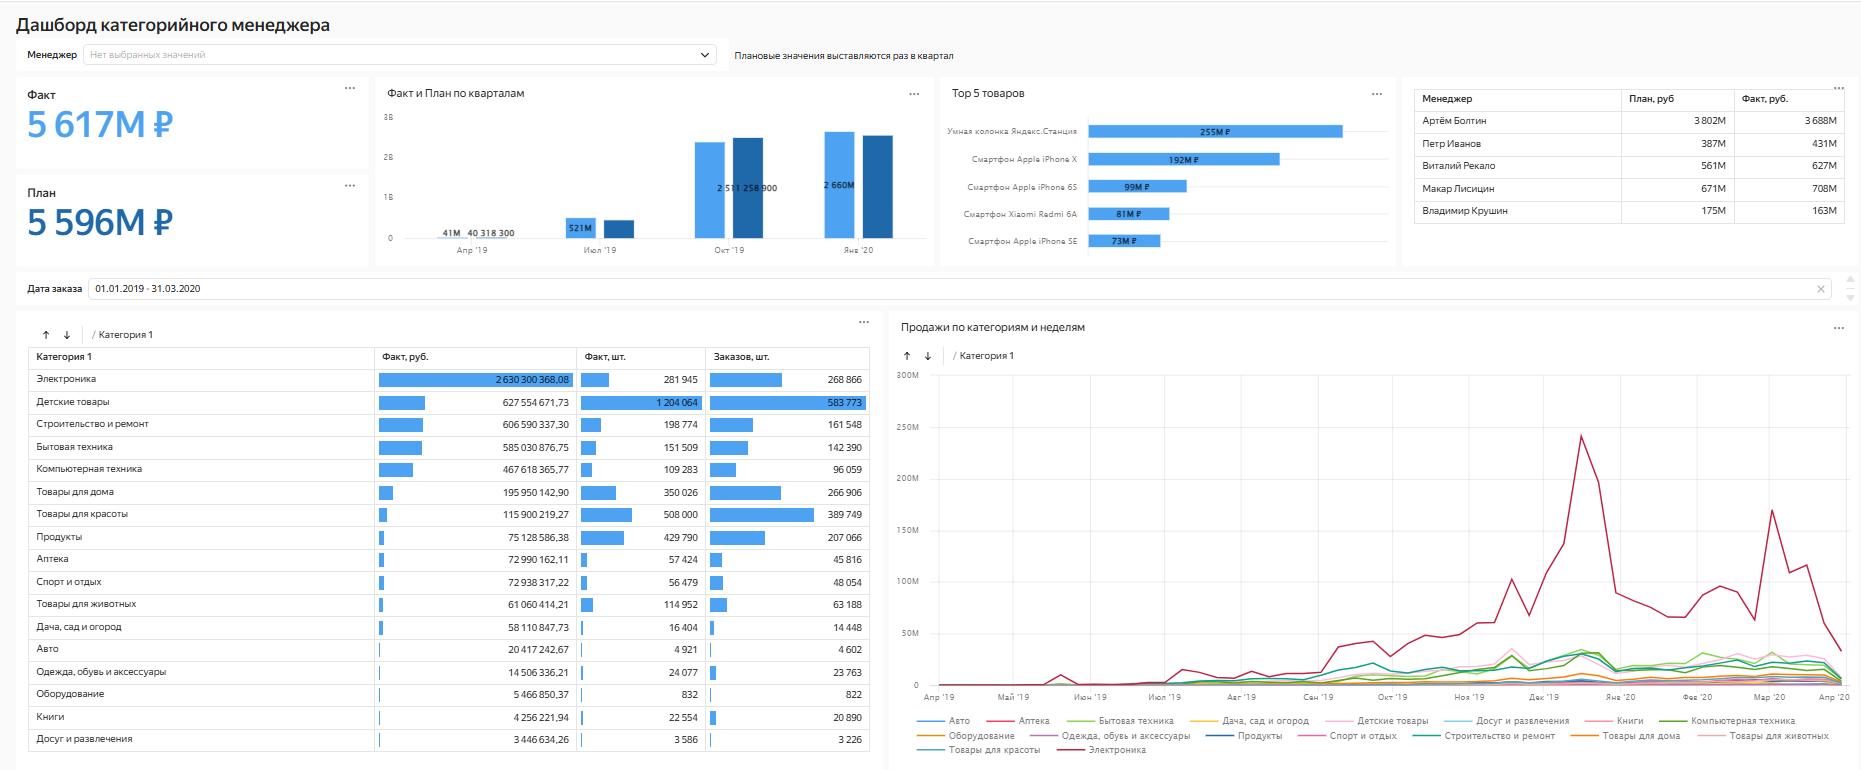 Дашборд категорийного менеджера
Менеджер Нет выбранных значений
Плановые значения выставляются раз в квартал
Факт
5 617M ₽
План
5 596M ₽
Факт и План по кварталам
3B
2B
1B
0
41M 40 318 300
521M
2 511 258 900
2 660M
Апр '19 Июл '19 Окт '19 Янв '20
Top 5 товаров
Умная колонка Яндекс.Станция 255M ₽
Смартфон Apple iPhone X 192M ₽
Смартфон Apple iPhone 6S 99M ₽
Смартфон Xiaomi Redmi 6A 81M ₽
Смартфон Apple iPhone SE 73M ₽
Менеджер План, руб Факт, руб.
Артём Болтин 3 802M 3 688M
Петр Иванов 387M 431M
Виталий Рекало 561M 627M
Макар Лисицин 671M 708M
Владимир Крушин 175M 163M
Дата заказа 01.01.2019 - 31.03.2020
↑ ↓ / Категория 1
Категория 1 Факт, руб. Факт, шт. Заказов, шт.
Электроника 2 630 300 368,08 281 945 268 866
Детские товары 627 554 671,73 1 204 064 583 773
Строительство и ремонт 606 590 337,30 198 774 161 548
Бытовая техника 585 030 876,75 151 509 142 390
Компьютерная техника 467 618 365,77 109 283 96 059
Товары для дома 195 950 142,90 350 026 266 906
Товары для красоты 115 900 219,27 508 000 389 749
Продукты 75 128 586,38 429 790 207 066
Аптека 72 990 162,11 57 424 45 816
Спорт и отдых 72 938 317,22 56 479 48 054
Товары для животных 61 060 414,21 114 952 63 188
Дача, сад и огород 58 110 847,73 16 404 14 448
Авто 20 417 242,67 4 921 4 602
Одежда, обувь и аксессуары 14 506 336,21 24 077 23 763
Оборудование 5 466 850,37 832 822
Книги 4 256 221,94 22 554 20 890
Досуг и развлечения 3 446 634,26 3 586 3 226
Продажи по категориям и неделям
↑ ↓ / Категория 1
300M
250M
200M
150M
100M
50M
0
Апр '19 Май '19 Июн '19 Июл '19 Авг '19 Сен '19 Окт '19 Ноя '19 Дек '19 Янв '20 Фев '20 Мар '20 Апр '20
Авто Аптека Бытовая техника Дача, сад и огород Детские товары Досуг и развлечения Книги Компьютерная техника
Оборудование Одежда, обувь и аксессуары Продукты Спорт и отдых Строительство и ремонт Товары для дома Товары для животных
Товары для красоты Электроника